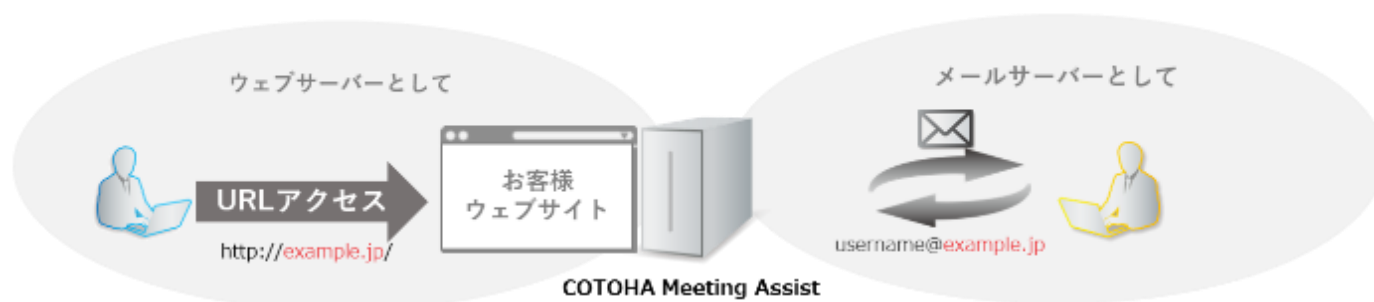 ウェブサーバーとして
メールサーバーとして
URLアクセス
http://example.jp/
お客様
ウェブサイト
username@example.jp
COTOHA Meeting Assist